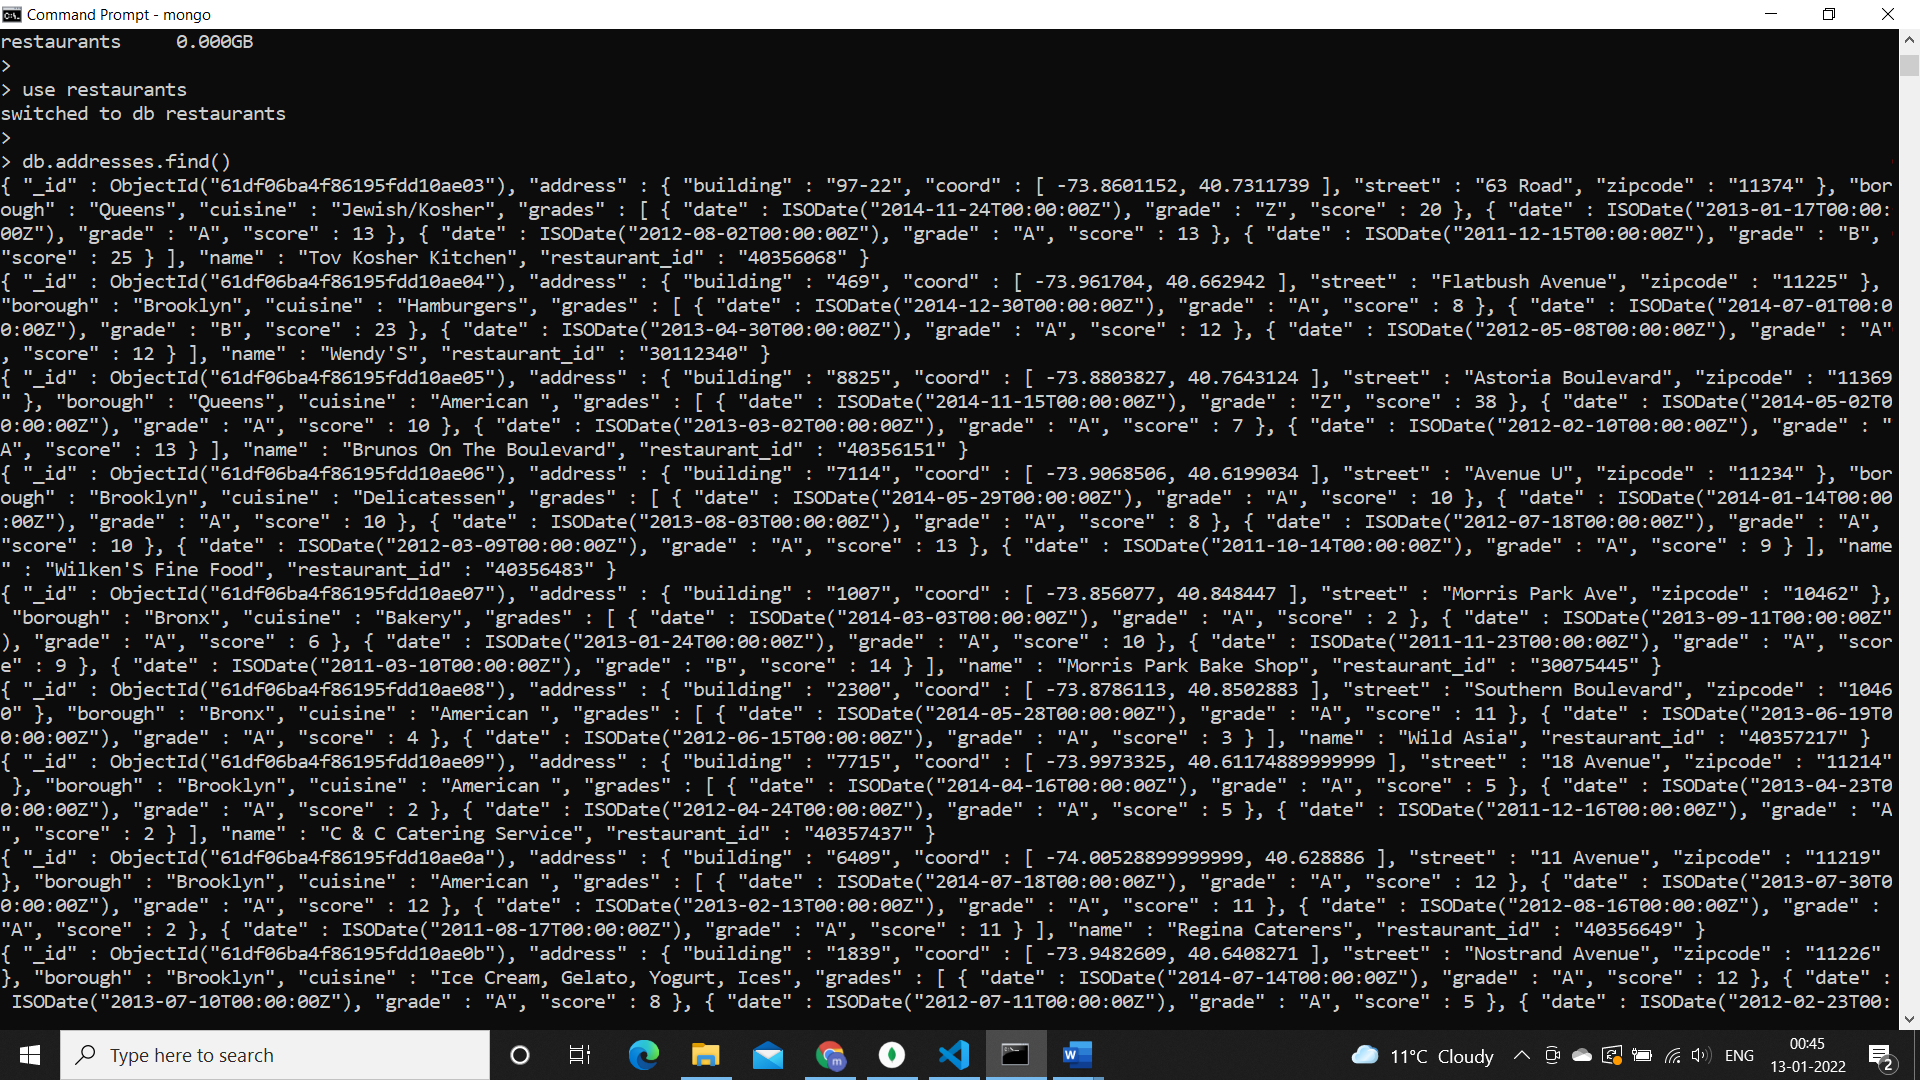 Command Prompt - mongo
restaurants     0.000GB
>
> use restaurants
switched to db restaurants
>
> db.addresses.find()
{ "_id" : ObjectId("61df06ba4f86195fdd10ae03"), "address" : { "building" : "97-22", "coord" : [ -73.8601152, 40.7311739 ], "street" : "63 Road", "zipcode" : "11374" }, "bor
ough" : "Queens", "cuisine" : "Jewish/Kosher", "grades" : [ { "date" : ISODate("2014-11-24T00:00:00Z"), "grade" : "Z", "score" : 20 }, { "date" : ISODate("2013-01-17T00:00:
00Z"), "grade" : "A", "score" : 13 }, { "date" : ISODate("2012-08-02T00:00:00Z"), "grade" : "A", "score" : 13 }, { "date" : ISODate("2011-12-15T00:00:00Z"), "grade" : "B",
"score" : 25 } ], "name" : "Tov Kosher Kitchen", "restaurant_id" : "40356068" }
{ "_id" : ObjectId("61df06ba4f86195fdd10ae04"), "address" : { "building" : "469", "coord" : [ -73.961704, 40.662942 ], "street" : "Flatbush Avenue", "zipcode" : "11225" },
"borough" : "Brooklyn", "cuisine" : "Hamburgers", "grades" : [ { "date" : ISODate("2014-12-30T00:00:00Z"), "grade" : "A", "score" : 8 }, { "date" : ISODate("2014-07-01T00:0
0:00Z"), "grade" : "B", "score" : 23 }, { "date" : ISODate("2013-04-30T00:00:00Z"), "grade" : "A", "score" : 12 }, { "date" : ISODate("2012-05-08T00:00:00Z"), "grade" : "A"
, "score" : 12 } ], "name" : "Wendy'S", "restaurant_id" : "30112340" }
{ "_id" : ObjectId("61df06ba4f86195fdd10ae05"), "address" : { "building" : "8825", "coord" : [ -73.8803827, 40.7643124 ], "street" : "Astoria Boulevard", "zipcode" : "11369
" }, "borough" : "Queens", "cuisine" : "American ", "grades" : [ { "date" : ISODate("2014-11-15T00:00:00Z"), "grade" : "Z", "score" : 38 }, { "date" : ISODate("2014-05-02T0
0:00:00Z"), "grade" : "A", "score" : 10 }, { "date" : ISODate("2013-03-02T00:00:00Z"), "grade" : "A", "score" : 7 }, { "date" : ISODate("2012-02-10T00:00:00Z"), "grade" : "
A", "score" : 13 } ], "name" : "Brunos On The Boulevard", "restaurant_id" : "40356151" }
{ "_id" : ObjectId("61df06ba4f86195fdd10ae06"), "address" : { "building" : "7114", "coord" : [ -73.9068506, 40.6199034 ], "street" : "Avenue U", "zipcode" : "11234" }, "bor
ough" : "Brooklyn", "cuisine" : "Delicatessen", "grades" : [ { "date" : ISODate("2014-05-29T00:00:00Z"), "grade" : "A", "score" : 10 }, { "date" : ISODate("2014-01-14T00:00
:00Z"), "grade" : "A", "score" : 10 }, { "date" : ISODate("2013-08-03T00:00:00Z"), "grade" : "A", "score" : 8 }, { "date" : ISODate("2012-07-18T00:00:00Z"), "grade" : "A",
"score" : 10 }, { "date" : ISODate("2012-03-09T00:00:00Z"), "grade" : "A", "score" : 13 }, { "date" : ISODate("2011-10-14T00:00:00Z"), "grade" : "A", "score" : 9 } ], "name
" : "Wilken'S Fine Food", "restaurant_id" : "40356483" }
{ "_id" : ObjectId("61df06ba4f86195fdd10ae07"), "address" : { "building" : "1007", "coord" : [ -73.856077, 40.848447 ], "street" : "Morris Park Ave", "zipcode" : "10462" },
 "borough" : "Bronx", "cuisine" : "Bakery", "grades" : [ { "date" : ISODate("2014-03-03T00:00:00Z"), "grade" : "A", "score" : 2 }, { "date" : ISODate("2013-09-11T00:00:00Z"
), "grade" : "A", "score" : 6 }, { "date" : ISODate("2013-01-24T00:00:00Z"), "grade" : "A", "score" : 10 }, { "date" : ISODate("2011-11-23T00:00:00Z"), "grade" : "A", "scor
e" : 9 }, { "date" : ISODate("2011-03-10T00:00:00Z"), "grade" : "B", "score" : 14 } ], "name" : "Morris Park Bake Shop", "restaurant_id" : "30075445" }
{ "_id" : ObjectId("61df06ba4f86195fdd10ae08"), "address" : { "building" : "2300", "coord" : [ -73.8786113, 40.8502883 ], "street" : "Southern Boulevard", "zipcode" : "1046
0" }, "borough" : "Bronx", "cuisine" : "American ", "grades" : [ { "date" : ISODate("2014-05-28T00:00:00Z"), "grade" : "A", "score" : 11 }, { "date" : ISODate("2013-06-19T0
0:00:00Z"), "grade" : "A", "score" : 4 }, { "date" : ISODate("2012-06-15T00:00:00Z"), "grade" : "A", "score" : 3 } ], "name" : "Wild Asia", "restaurant_id" : "40357217" }
{ "_id" : ObjectId("61df06ba4f86195fdd10ae09"), "address" : { "building" : "7715", "coord" : [ -73.9973325, 40.61174889999999 ], "street" : "18 Avenue", "zipcode" : "11214"
 }, "borough" : "Brooklyn", "cuisine" : "American ", "grades" : [ { "date" : ISODate("2014-04-16T00:00:00Z"), "grade" : "A", "score" : 5 }, { "date" : ISODate("2013-04-23T0
0:00:00Z"), "grade" : "A", "score" : 2 }, { "date" : ISODate("2012-04-24T00:00:00Z"), "grade" : "A", "score" : 5 }, { "date" : ISODate("2011-12-16T00:00:00Z"), "grade" : "A
", "score" : 2 } ], "name" : "C & C Catering Service", "restaurant_id" : "40357437" }
{ "_id" : ObjectId("61df06ba4f86195fdd10ae0a"), "address" : { "building" : "6409", "coord" : [ -74.00528899999999, 40.628886 ], "street" : "11 Avenue", "zipcode" : "11219"
}, "borough" : "Brooklyn", "cuisine" : "American ", "grades" : [ { "date" : ISODate("2014-07-18T00:00:00Z"), "grade" : "A", "score" : 12 }, { "date" : ISODate("2013-07-30T0
0:00:00Z"), "grade" : "A", "score" : 12 }, { "date" : ISODate("2013-02-13T00:00:00Z"), "grade" : "A", "score" : 11 }, { "date" : ISODate("2012-08-16T00:00:00Z"), "grade" :
"A", "score" : 2 }, { "date" : ISODate("2011-08-17T00:00:00Z"), "grade" : "A", "score" : 11 } ], "name" : "Regina Caterers", "restaurant_id" : "40356649" }
{ "_id" : ObjectId("61df06ba4f86195fdd10ae0b"), "address" : { "building" : "1839", "coord" : [ -73.9482609, 40.6408271 ], "street" : "Nostrand Avenue", "zipcode" : "11226"
}, "borough" : "Brooklyn", "cuisine" : "Ice Cream, Gelato, Yogurt, Ices", "grades" : [ { "date" : ISODate("2014-07-14T00:00:00Z"), "grade" : "A", "score" : 12 }, { "date" :
 ISODate("2013-07-10T00:00:00Z"), "grade" : "A", "score" : 8 }, { "date" : ISODate("2012-07-11T00:00:00Z"), "grade" : "A", "score" : 5 }, { "date" : ISODate("2012-02-23T00:
Type here to search
11°C Cloudy
ENG
00:45
13-01-2022
2